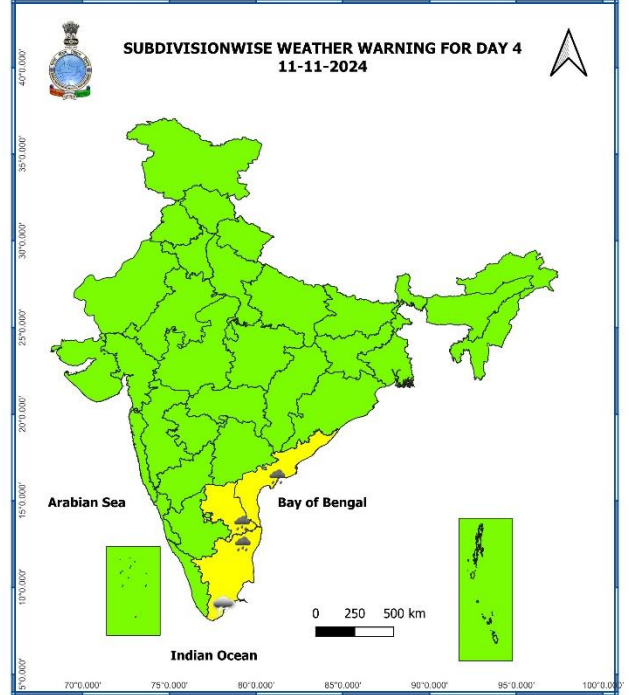 SUBDIVISIONWISE WEATHER WARNING FOR DAY 4
11-11-2024
40°0.000'
35°0.000'
30°0.000'
25°0.000'
20°0.000'
15°0.000'
10°0.000'
5°0.000'
Arabian Sea
Bay of Bengal
0 250 500 km
Indian Ocean
70°0.000' 75°0.000' 80°0.000' 85°0.000' 90°0.000' 95°0.000' 100°0.000'